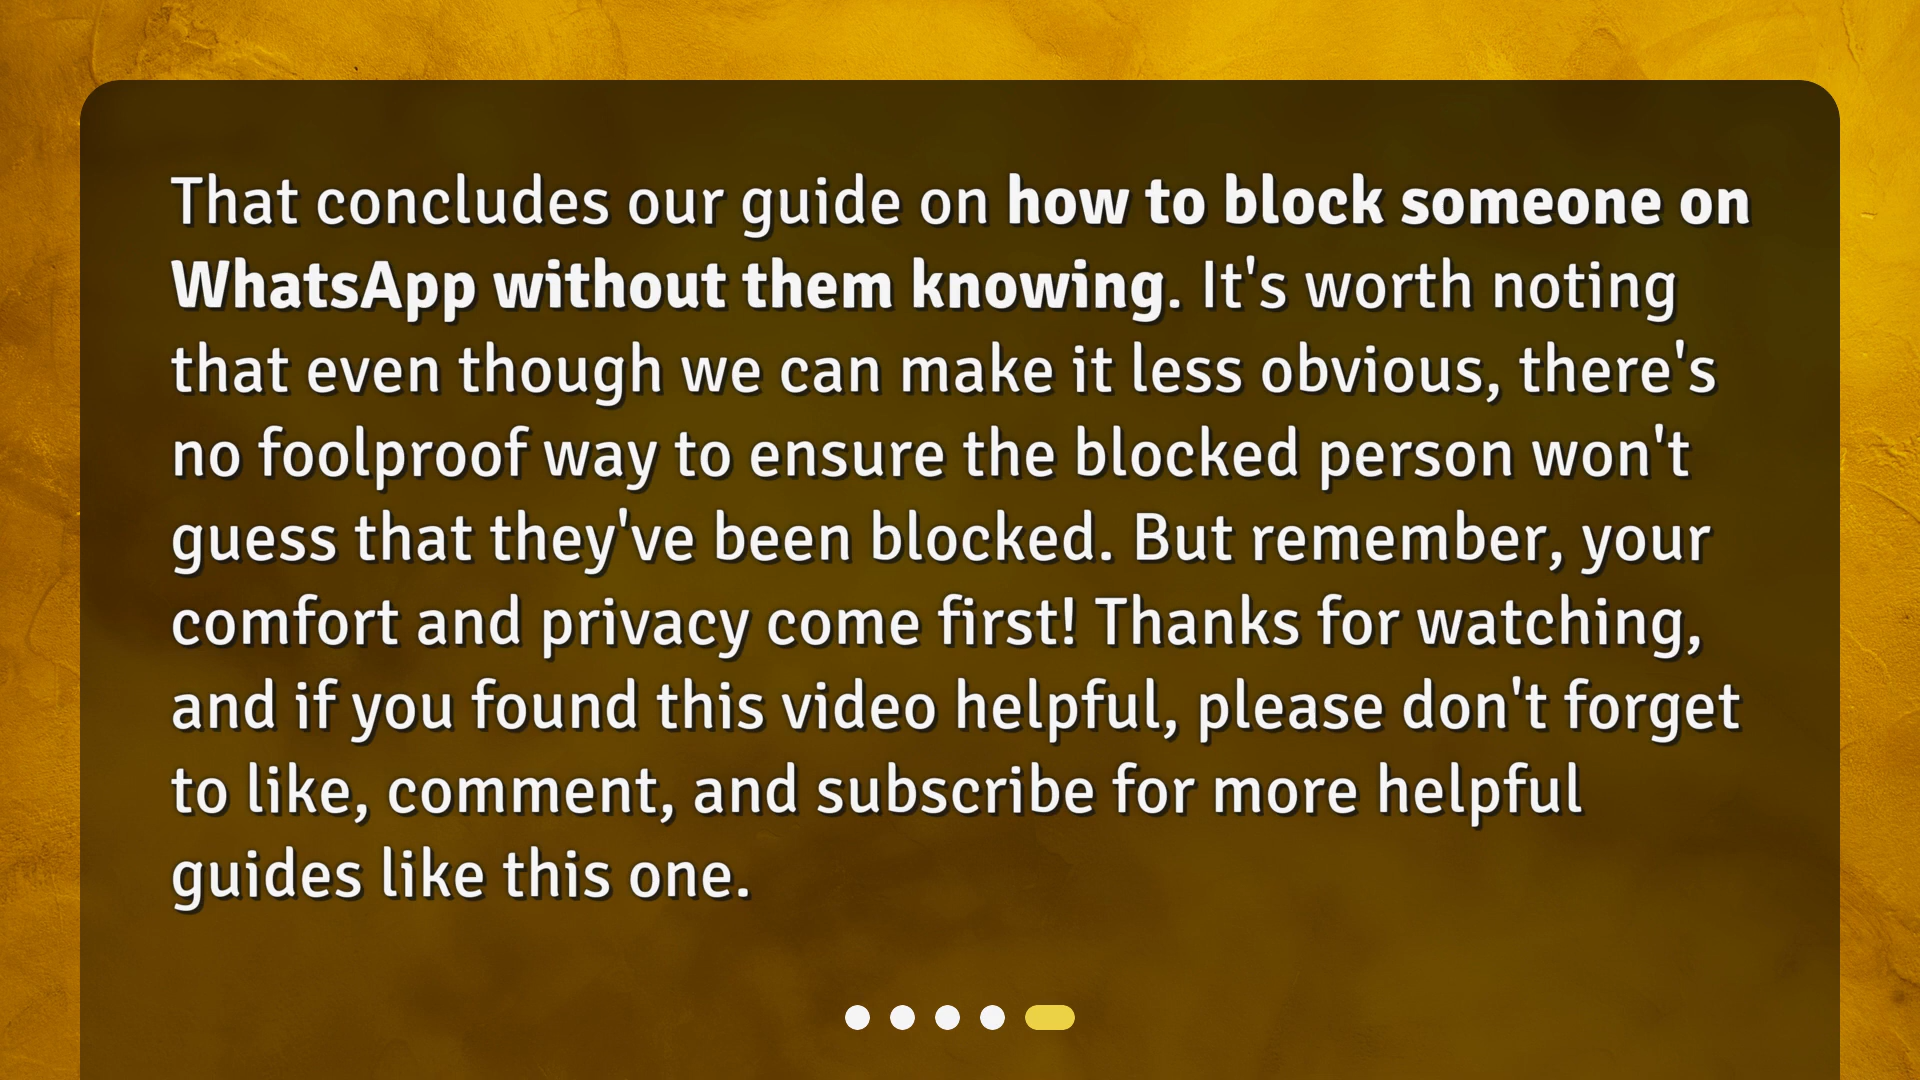 That concludes our guide on how to block someone on
WhatsApp without them knowing. It's worth noting
that even though we can make it less obvious, there's
no foolproof way to ensure the blocked person won't
guess that they've been blocked. But remember, your
comfort and privacy come first! Thanks for watching,
and if you found this video helpful, please don't forget
to like, comment, and subscribe for more helpful
guides like this one.